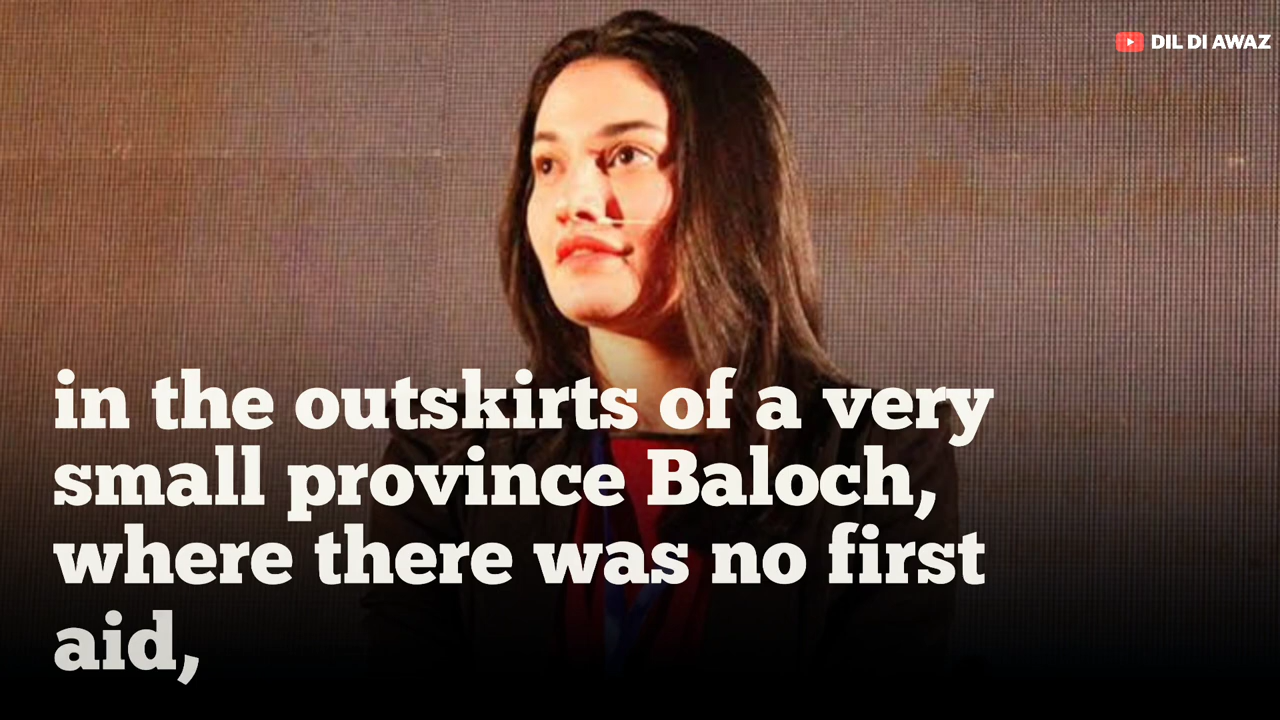 DIL DI AWAZ
in the outskirts of a very
small province Baloch,
where there was no first
aid,